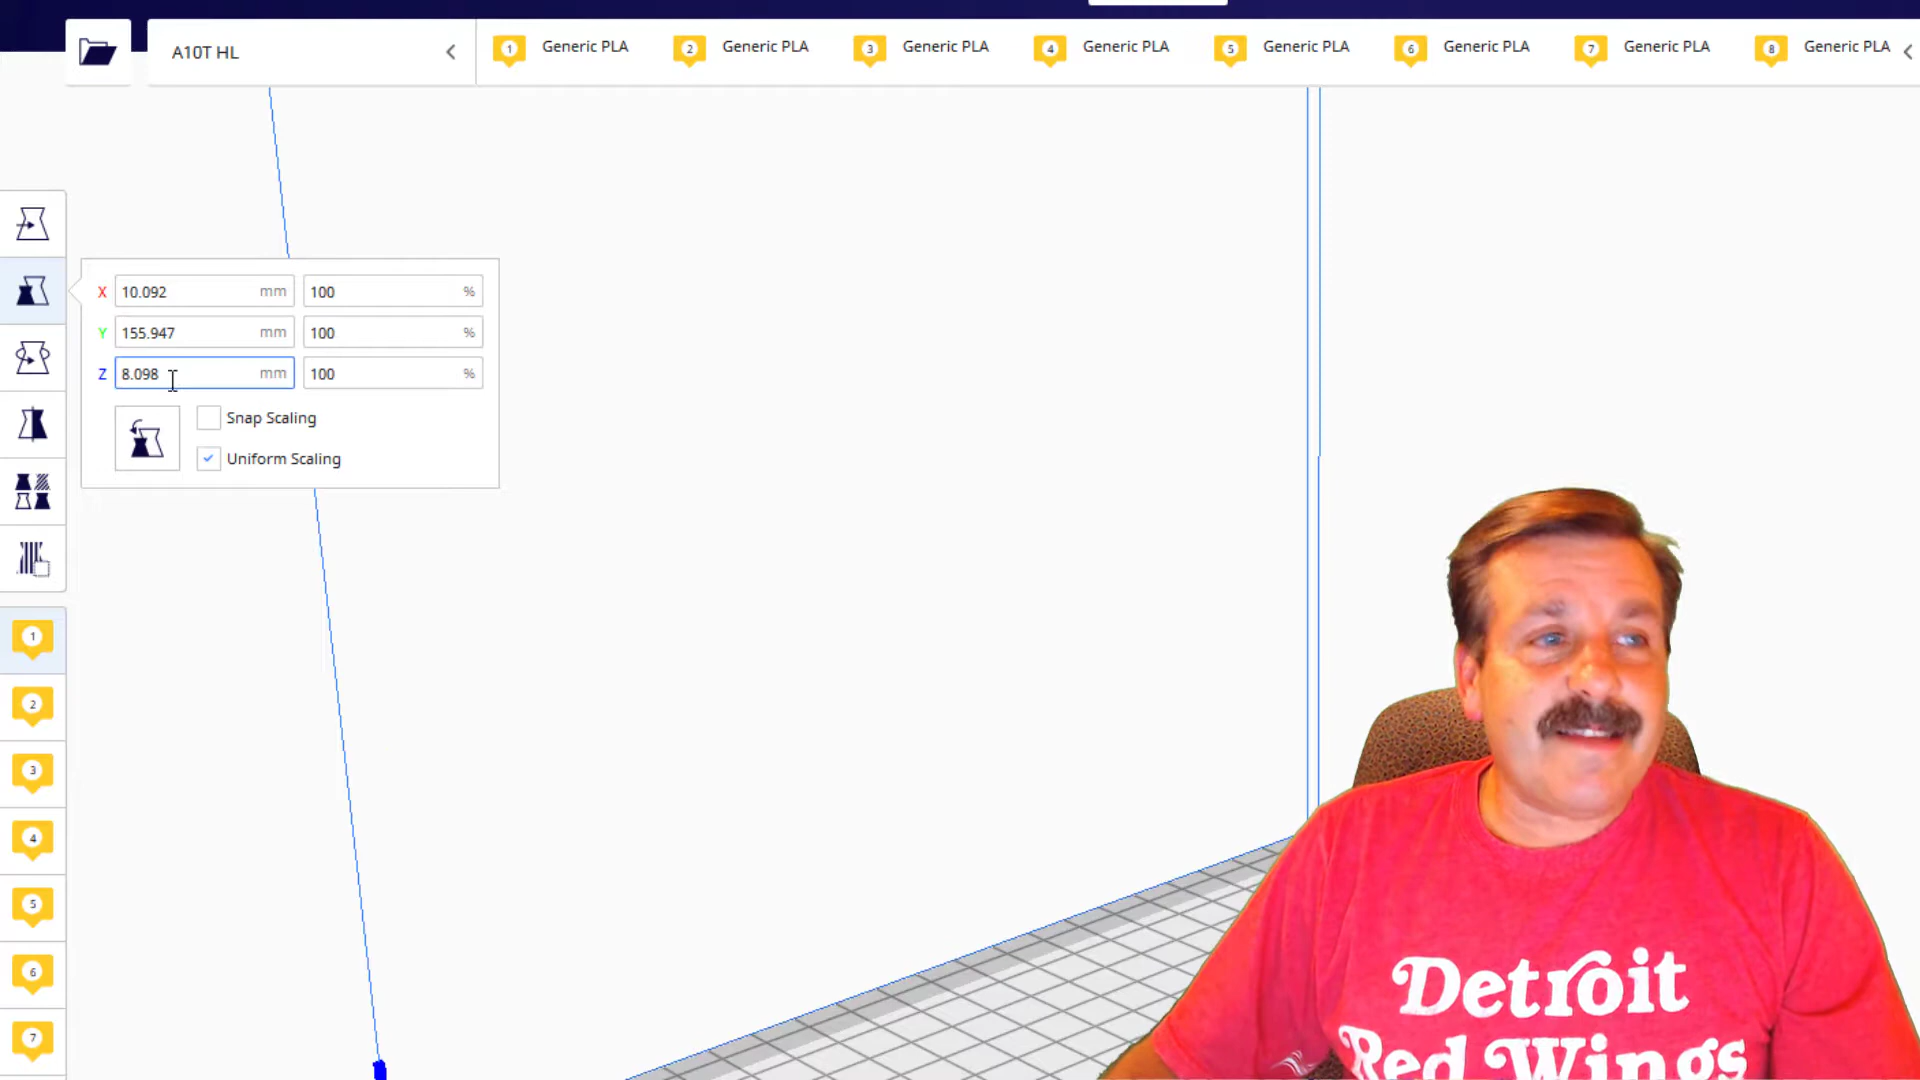 A10T HL
1 Generic PLA 2 Generic PLA 3 Generic PLA 4 Generic PLA 5 Generic PLA 6 Generic PLA 7 Generic PLA 8 Generic PLA
X 10.092 mm 100 %
Y 155.947 mm 100 %
Z 8.098 mm 100 %
Snap Scaling
Uniform Scaling
1
2
3
4
5
6
7
Detroit
Red Wings